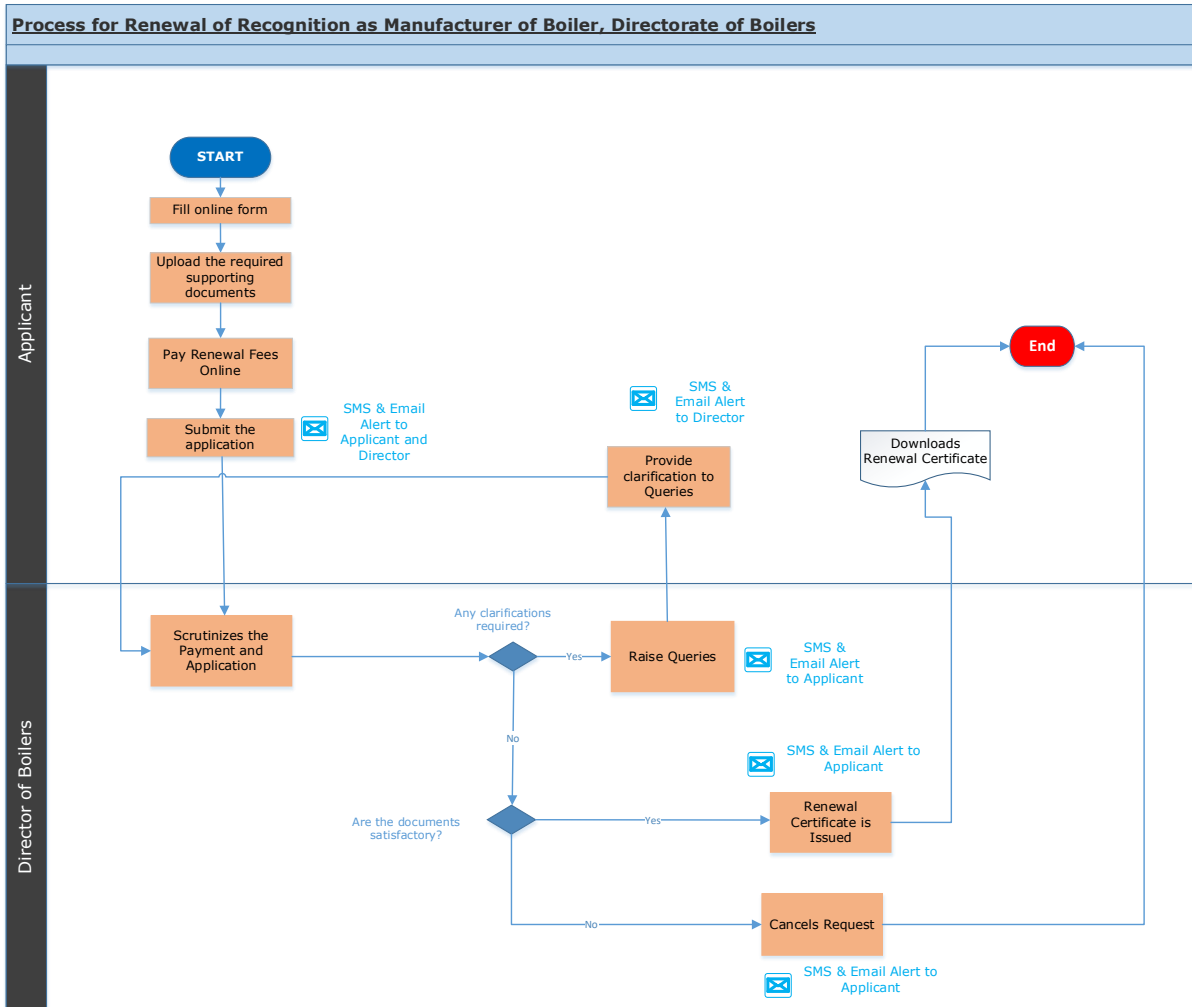 Process for Renewal of Recognition as Manufacturer of Boiler, Directorate of Boilers
Applicant
START
Fill online form
Upload the required
supporting
documents
Pay Renewal Fees
Online
Submit the
application
SMS & Email
Alert to
Applicant and
Director
SMS &
Email Alert
to Director
Provide
clarification to
Queries
End
Downloads
Renewal Certificate
Director of Boilers
Scrutinizes the
Payment and
Application
Any clarifications
required?
Yes
Raise Queries
SMS &
Email Alert
to Applicant
No
SMS & Email Alert to
Applicant
Are the documents
satisfactory?
Yes
Renewal
Certificate is
Issued
No
Cancels Request
SMS & Email Alert to
Applicant